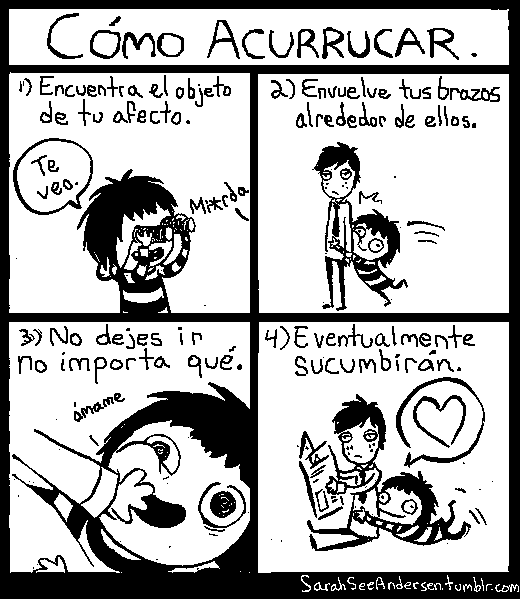 CÓMO ACURRUCAR.
1) Encuentra el objeto
de tu afecto.
Te
veo.
Mierda
2) Envuelve tus brazos
alrededor de ellos.
3) No dejes ir
no importa qué.
ámame
4) Eventualmente
sucumbirán.
SarahSeeAndersen.tumblr.com